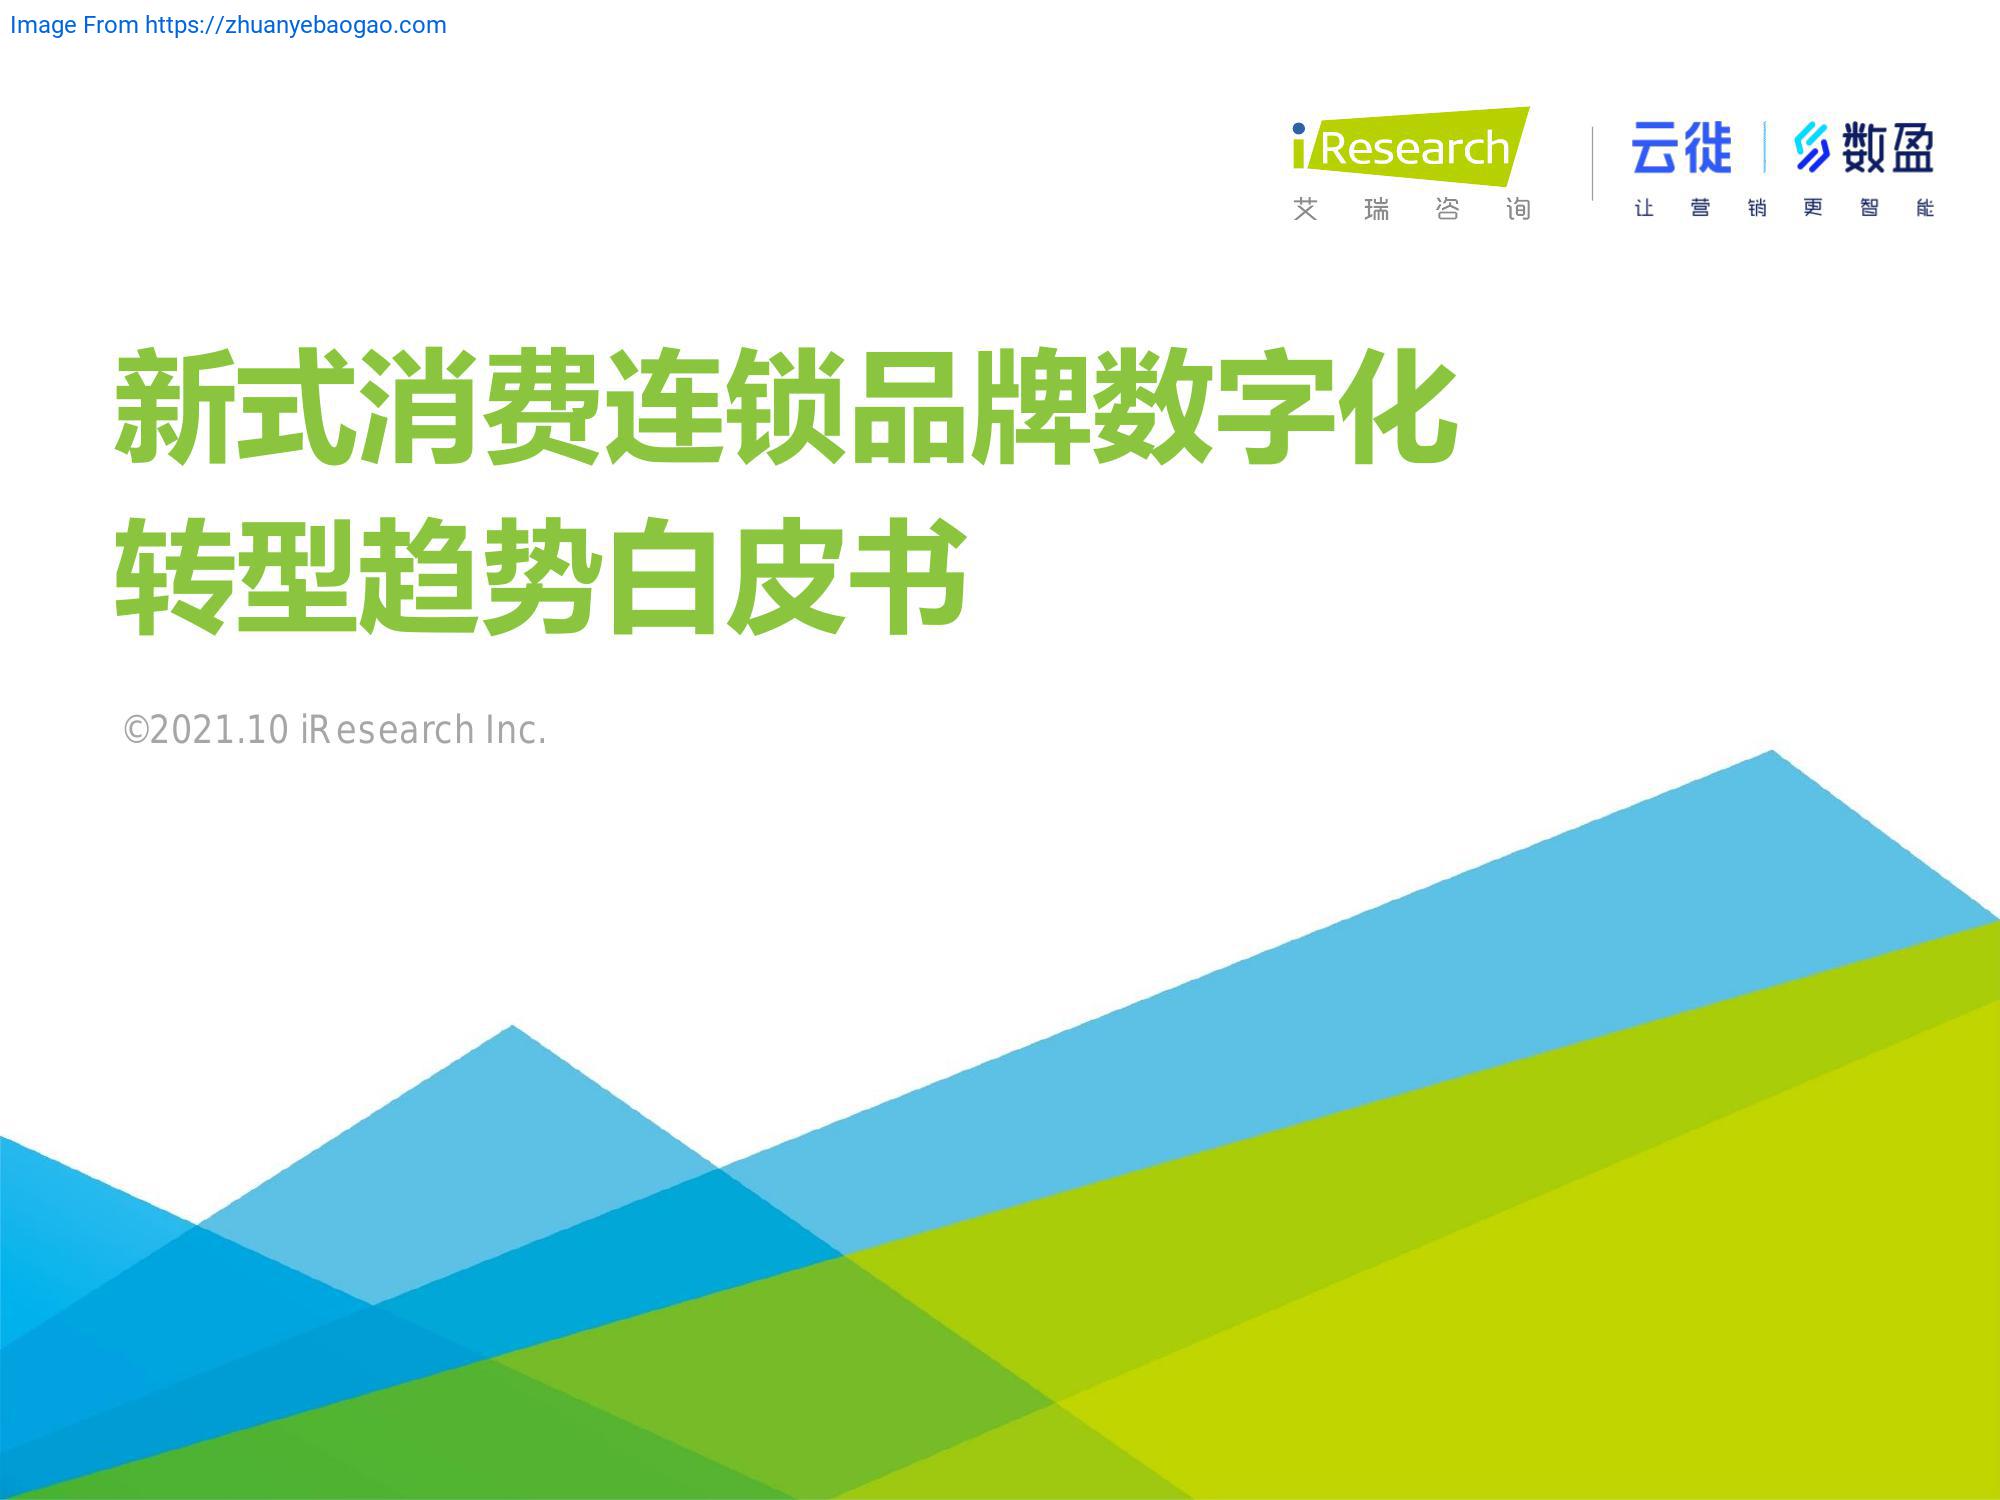 Image From https://zhuanyebaogao.com
iResearch
艾瑞咨询
云徙 | 数盈
让营销更智能
新式消费连锁品牌数字化
转型趋势白皮书
©2021.10 iResearch Inc.